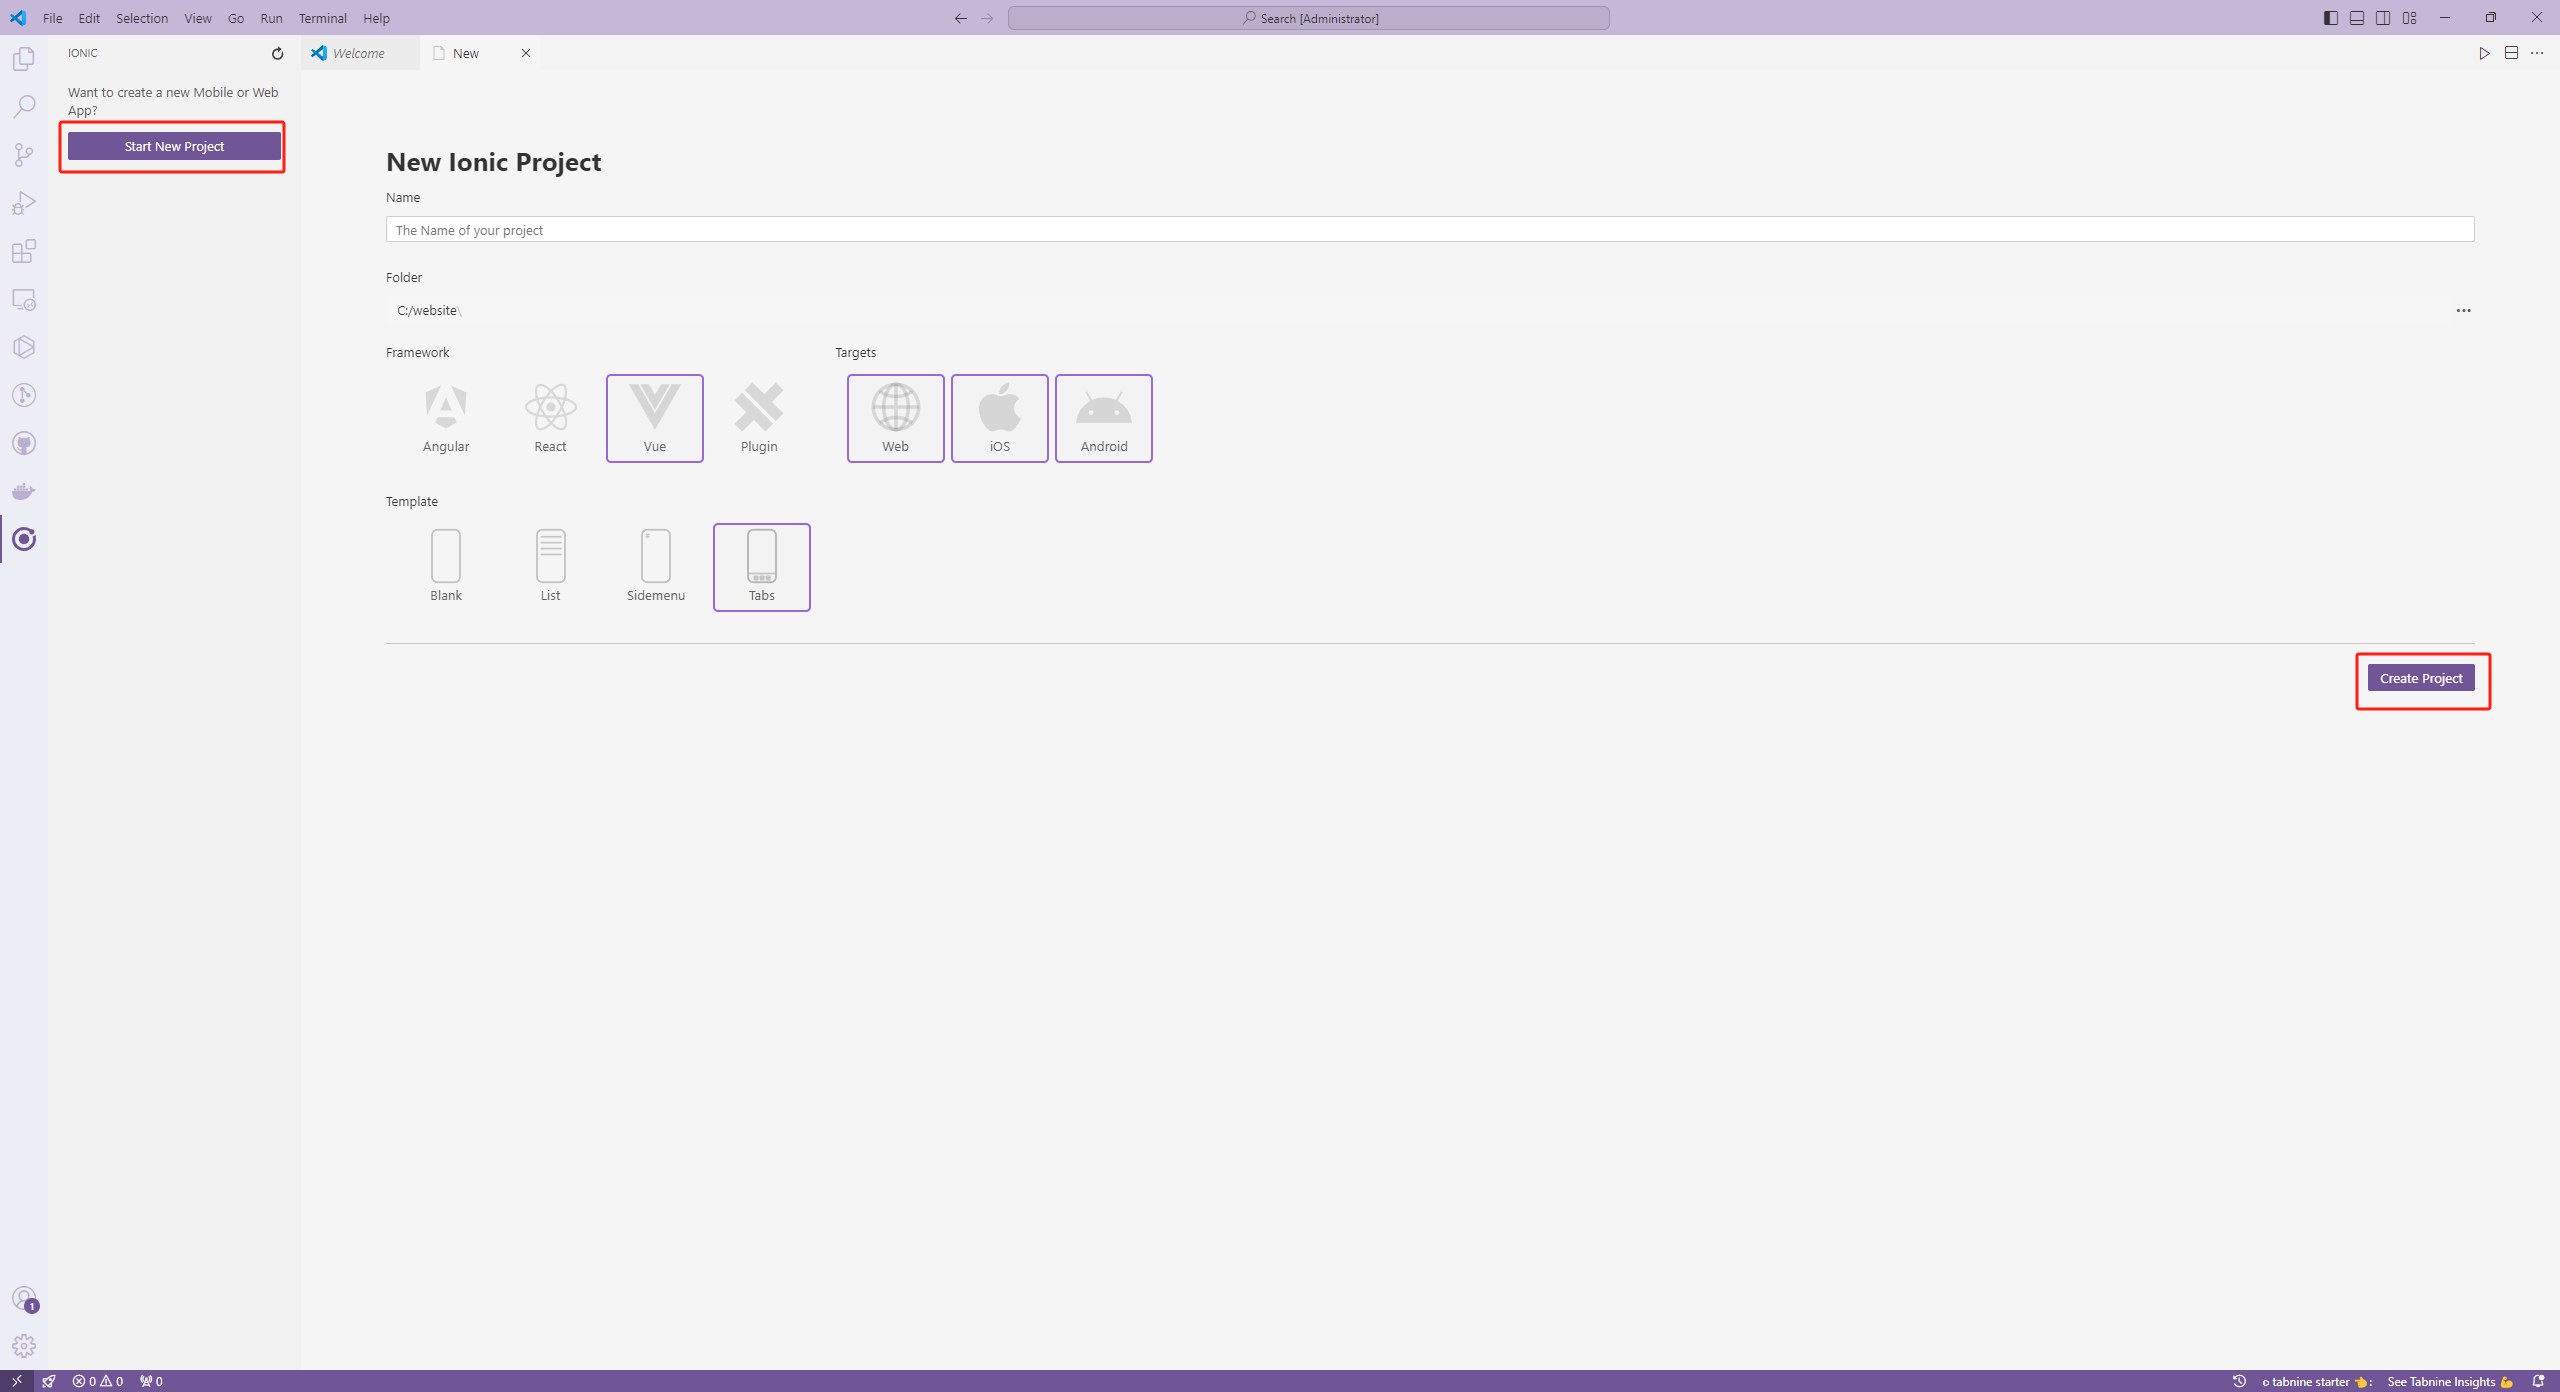 File Edit Selection View Go Run Terminal Help
Search [Administrator]
IONIC
Welcome
New
Want to create a new Mobile or Web
App?
Start New Project
New Ionic Project
Name
The Name of your project
Folder
C:/website\
Framework
Targets
Angular
React
Vue
Plugin
Web
iOS
Android
Template
Blank
List
Sidemenu
Tabs
Create Project
1
0 0 0
tabnine starter
See Tabnine Insights